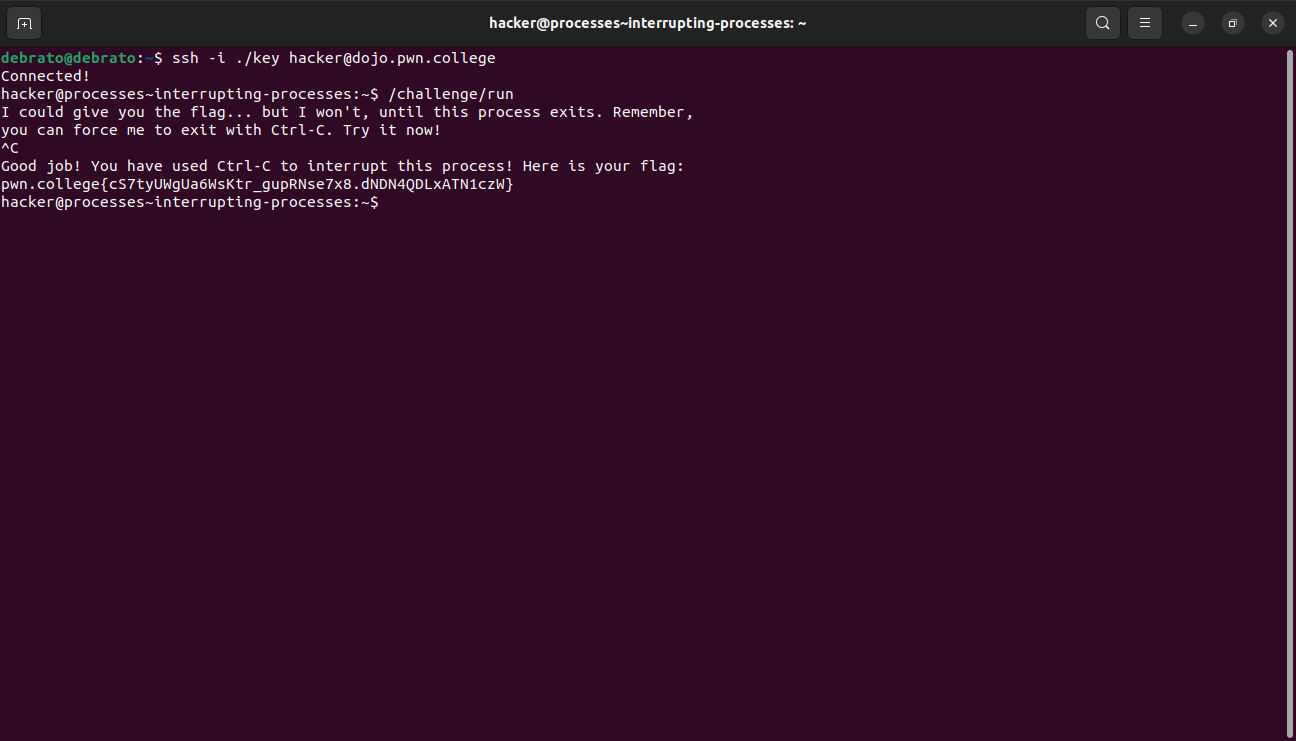 hacker@processes~interrupting-processes: ~
debrato@debrato:~$ ssh -i ./key hacker@dojo.pwn.college
Connected!
hacker@processes~interrupting-processes:~$ /challenge/run
I could give you the flag... but I won't, until this process exits. Remember,
you can force me to exit with Ctrl-C. Try it now!
^C
Good job! You have used Ctrl-C to interrupt this process! Here is your flag:
pwn.college{cS7tyUWgUa6WsKtr_gupRNse7x8.dNDN4QDLxATN1czW}
hacker@processes~interrupting-processes:~$